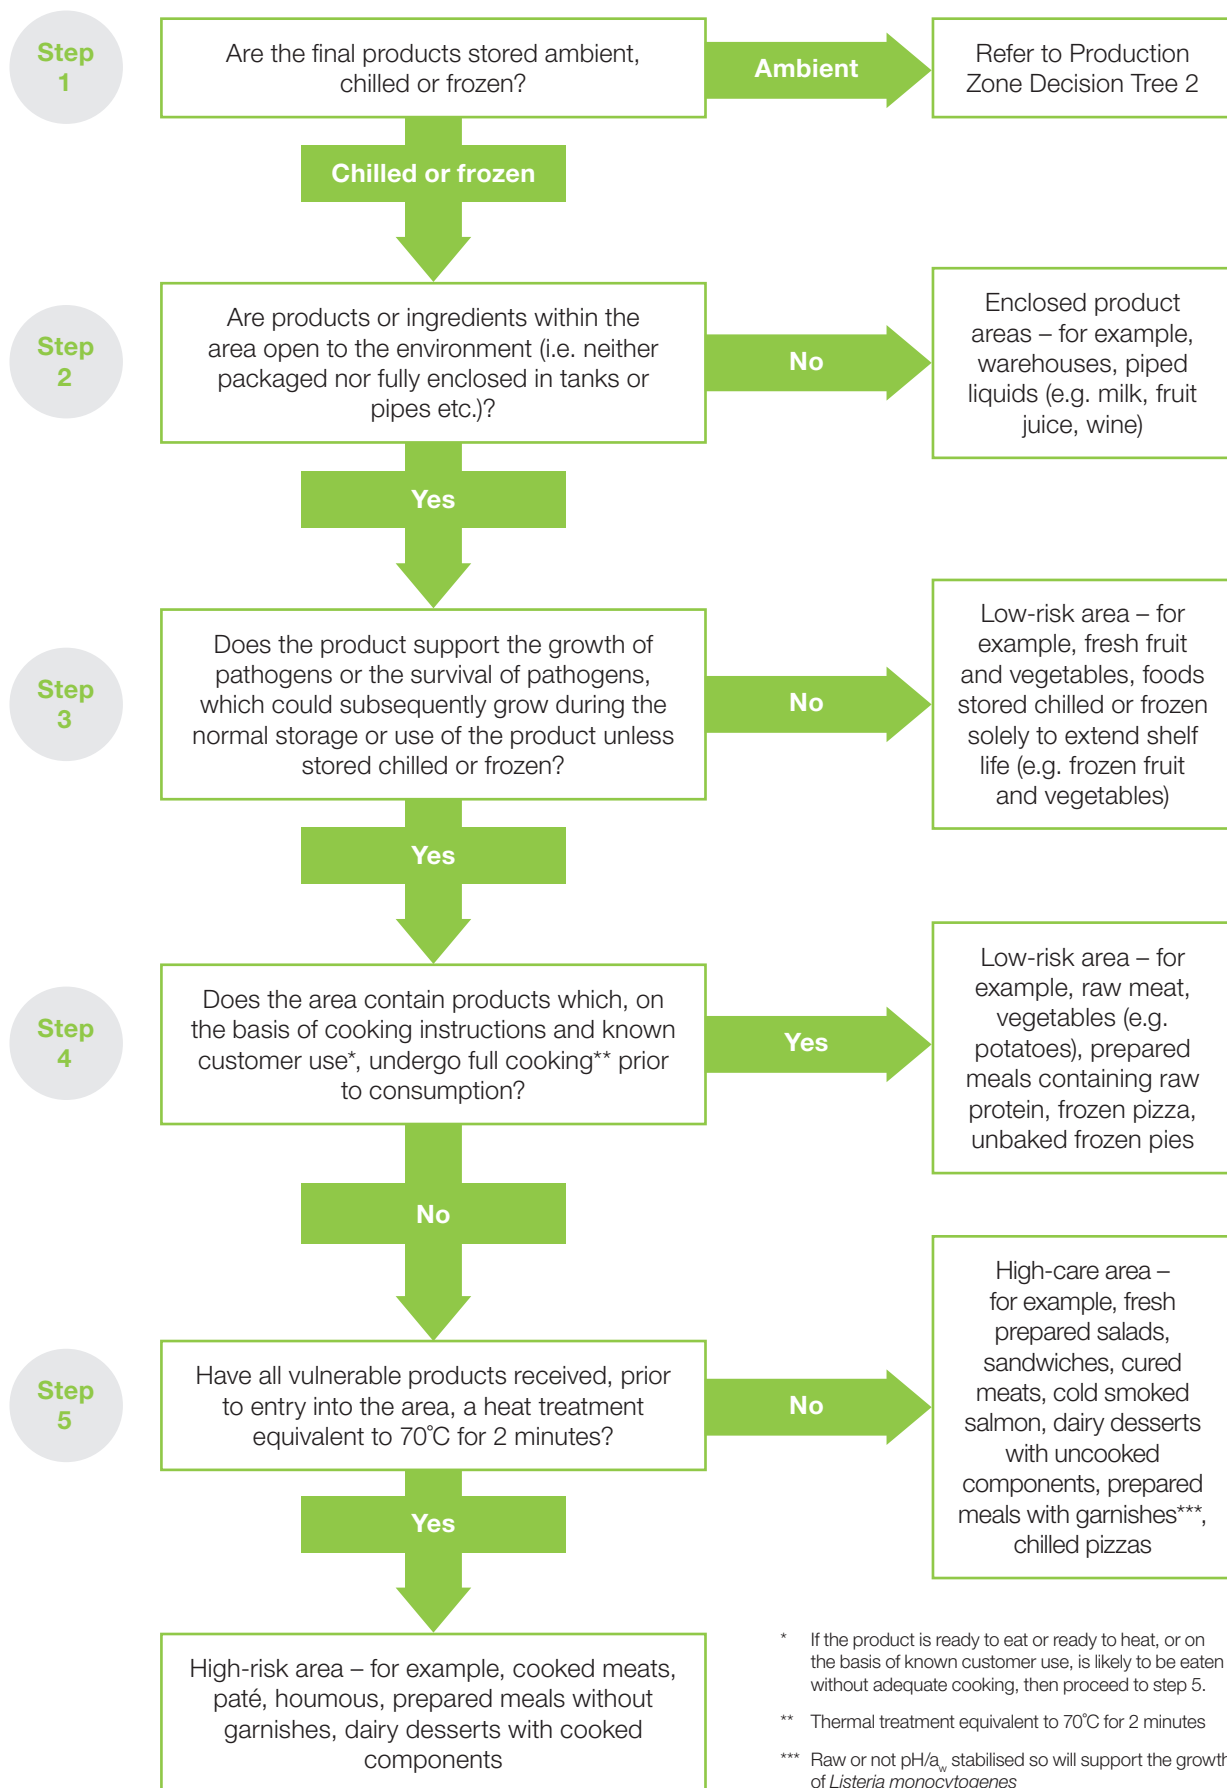 Step
1
Are the final products stored ambient,
chilled or frozen?
Ambient
Refer to Production
Zone Decision Tree 2
Chilled or frozen
Step
2
Are products or ingredients within the
area open to the environment (i.e. neither
packaged nor fully enclosed in tanks or
pipes etc.)?
No
Enclosed product
areas – for example,
warehouses, piped
liquids (e.g. milk, fruit
juice, wine)
Yes
Step
3
Does the product support the growth of
pathogens or the survival of pathogens,
which could subsequently grow during the
normal storage or use of the product unless
stored chilled or frozen?
No
Low-risk area – for
example, fresh fruit
and vegetables, foods
stored chilled or frozen
solely to extend shelf
life (e.g. frozen fruit
and vegetables)
Yes
Step
4
Does the area contain products which, on
the basis of cooking instructions and known
customer use*, undergo full cooking** prior
to consumption?
Yes
Low-risk area – for
example, raw meat,
vegetables (e.g.
potatoes), prepared
meals containing raw
protein, frozen pizza,
unbaked frozen pies
No
Step
5
Have all vulnerable products received, prior
to entry into the area, a heat treatment
equivalent to 70˚C for 2 minutes?
No
High-care area –
for example, fresh
prepared salads,
sandwiches, cured
meats, cold smoked
salmon, dairy desserts
with uncooked
components, prepared
meals with garnishes***,
chilled pizzas
Yes
High-risk area – for example, cooked meats,
paté, houmous, prepared meals without
garnishes, dairy desserts with cooked
components
* If the product is ready to eat or ready to heat, or on
the basis of known customer use, is likely to be eaten
without adequate cooking, then proceed to step 5.
** Thermal treatment equivalent to 70˚C for 2 minutes
*** Raw or not pH/aw stabilised so will support the growth
of Listeria monocytogenes